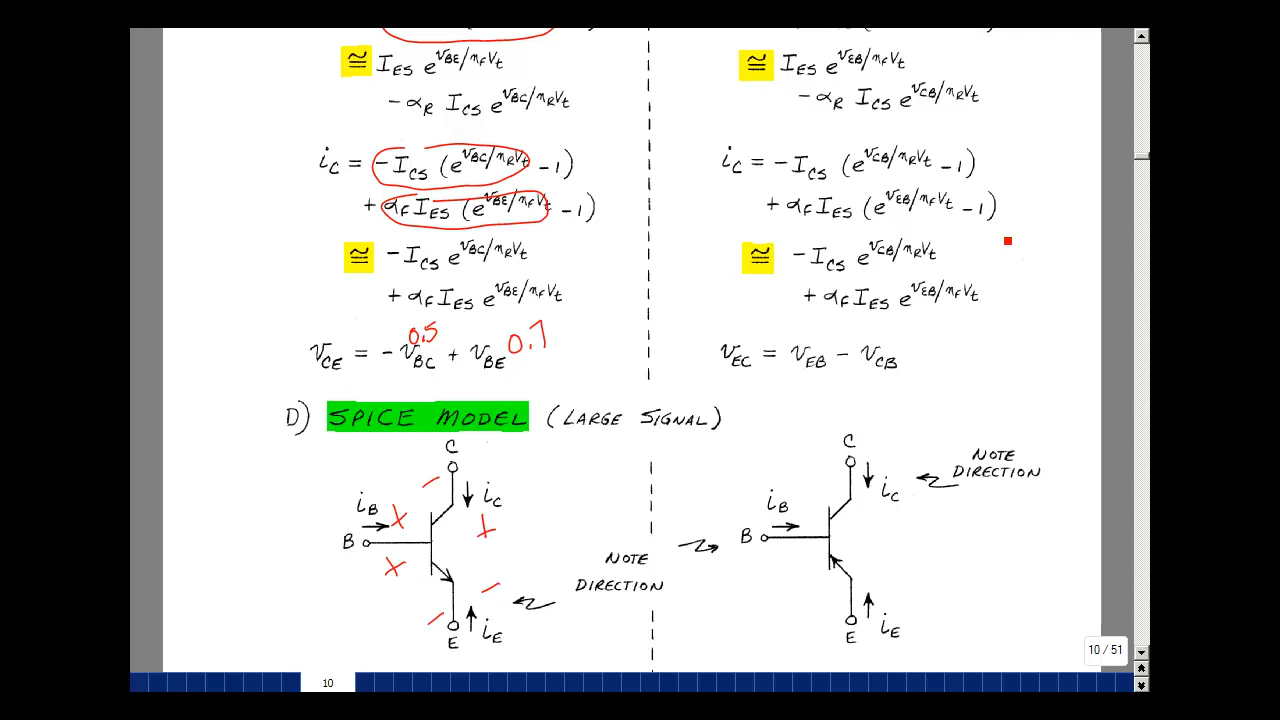 ≅ I_ES e^(v_BE/n_F V_t)
- α_R I_CS e^(v_BC/n_R V_t)
i_C = - I_CS (e^(v_BC/n_R V_t) - 1)
+ α_F I_ES (e^(v_BE/n_F V_t) - 1)
≅ - I_CS e^(v_BC/n_R V_t)
+ α_F I_ES e^(v_BE/n_F V_t)
0.5 0.7
v_CE = - v_BC + v_BE
≅ I_ES e^(v_EB/n_F V_t)
- α_R I_CS e^(v_CB/n_R V_t)
i_C = - I_CS (e^(v_CB/n_R V_t) - 1)
+ α_F I_ES (e^(v_EB/n_F V_t) - 1)
≅ - I_CS e^(v_CB/n_R V_t)
+ α_F I_ES e^(v_EB/n_F V_t)
v_EC = v_EB - v_CB
D) SPICE MODEL (LARGE SIGNAL)
C
-
i_C
i_B
+
+
B
+
-
-
i_E
E
NOTE
DIRECTION
C
i_C
i_B
B
i_E
E
NOTE
DIRECTION
10 / 51
10